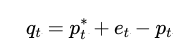 $q_t = p_t^* + e_t - p_t$